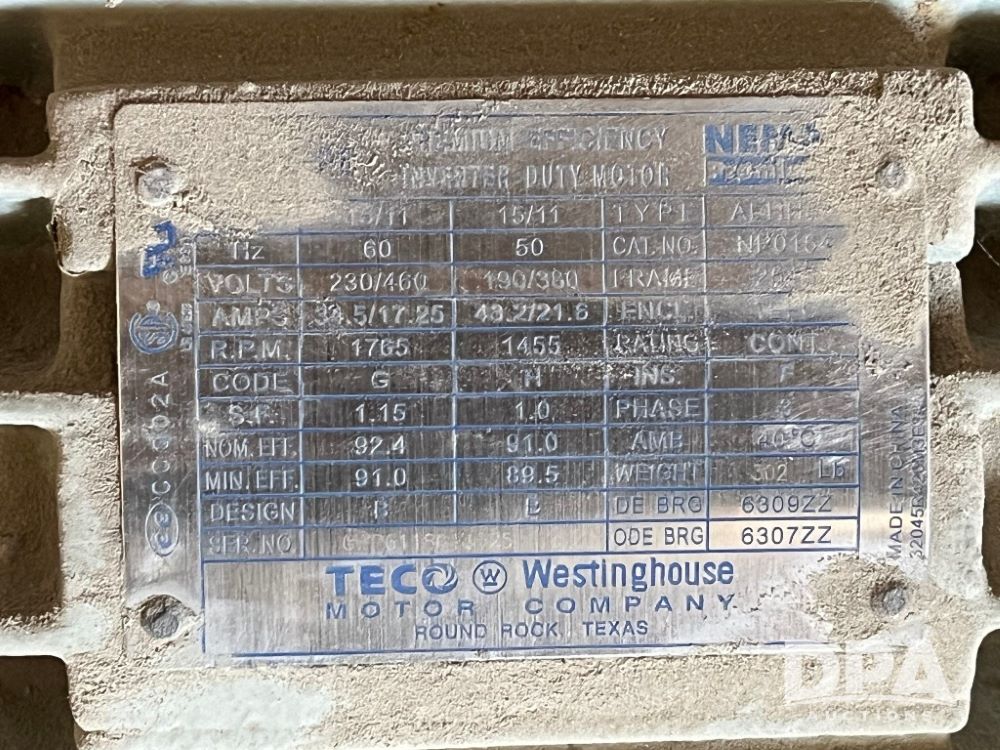 PREMIUM EFFICIENCY
INVERTER DUTY MOTOR
NEMA
Premium
15/11 15/11 TYPE
Hz 60 50 CAT.NO.
VOLTS 230/460 190/380 FRAME
AMPS 34.5/17.25 43.2/21.6 ENCL.
R.P.M. 1765 1455 RATING CONT.
CODE G H INS. F
S.F. 1.15 1.0 PHASE 3
NOM. EFF. 92.4 91.0 AMB. 40°C
MIN. EFF. 91.0 89.5 WEIGHT 302 Lb
DESIGN B B DE BRG 6309ZZ
SER.NO. ODE BRG 6307ZZ
TECO W Westinghouse
MOTOR COMPANY
ROUND ROCK, TEXAS
CC002A
MADE IN CHINA
DPA
AUCTIONS